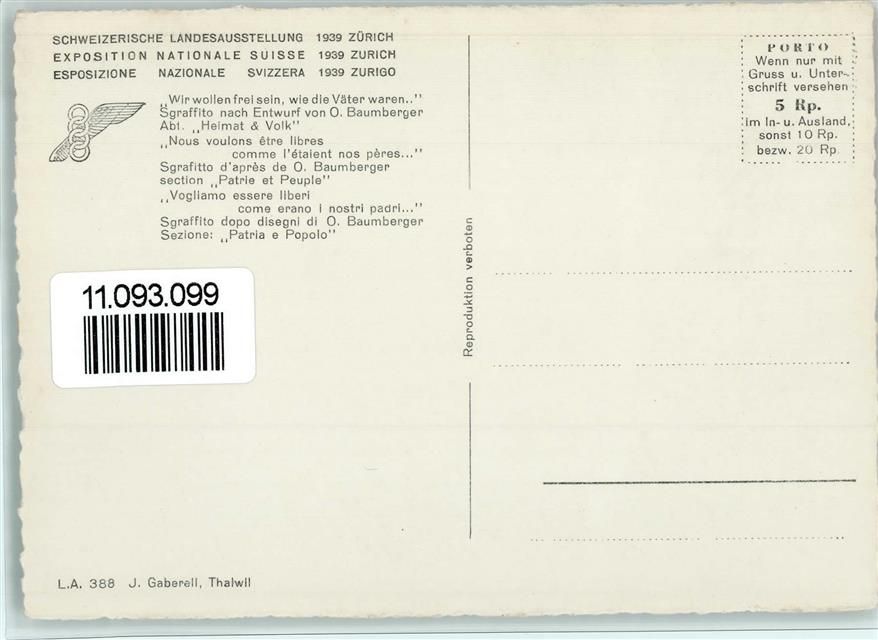 SCHWEIZERISCHE LANDESAUSSTELLUNG 1939 ZÜRICH
EXPOSITION NATIONALE SUISSE 1939 ZURICH
ESPOSIZIONE NAZIONALE SVIZZERA 1939 ZURIGO
„Wir wollen frei sein, wie die Väter waren.."
Sgraffito nach Entwurf von O. Baumberger
Abt. „Heimat & Volk"
„Nous voulons être libres
comme l'étaient nos pères..."
Sgrafitto d'après de O. Baumberger
section „Patrie et Peuple"
„Vogliamo essere liberi
come erano i nostri padri..."
Sgraffito dopo disegni di O. Baumberger
Sezione: „Patria e Popolo"
11.093.099
L.A. 388 J. Gaberell, Thalwil
Reproduktion verboten
PORTO
Wenn nur mit
Gruss u. Unter-
schrift versehen
5 Rp.
im In- u. Ausland,
sonst 10 Rp.
bezw. 20 Rp.